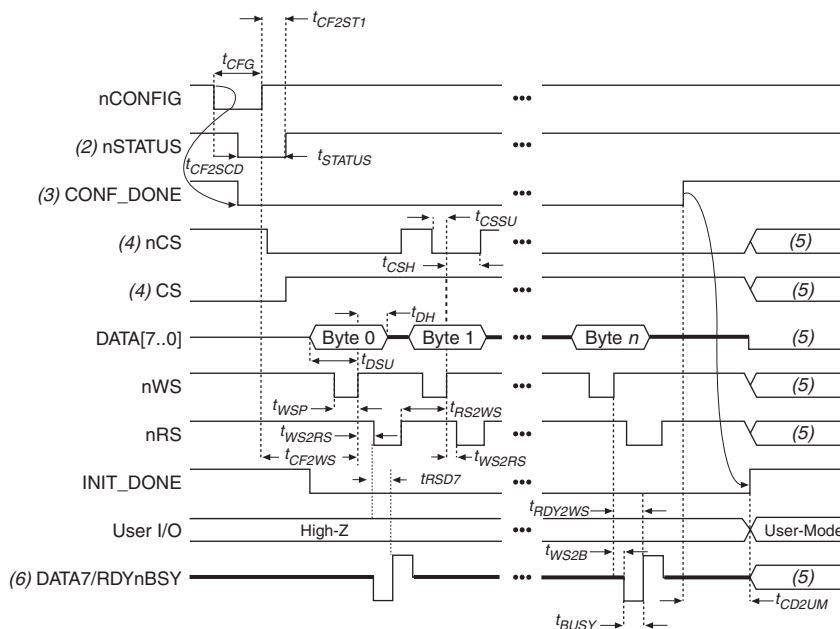 tCF2ST1
tCFG
nCONFIG
(2) nSTATUS
tSTATUS
tCF2SCD
(3) CONF_DONE
tCSSU
(4) nCS (5)
tCSH
(4) CS (5)
tDH
DATA[7..0] Byte 0 Byte 1 Byte n (5)
tDSU
nWS (5)
tWSP tRS2WS
nRS (5)
tWS2RS
tCF2WS tWS2RS
tRSD7
INIT_DONE
tRDY2WS
User I/O High-Z User-Mode
tWS2B
(6) DATA7/RDYnBSY (5)
tCD2UM
tBUSY